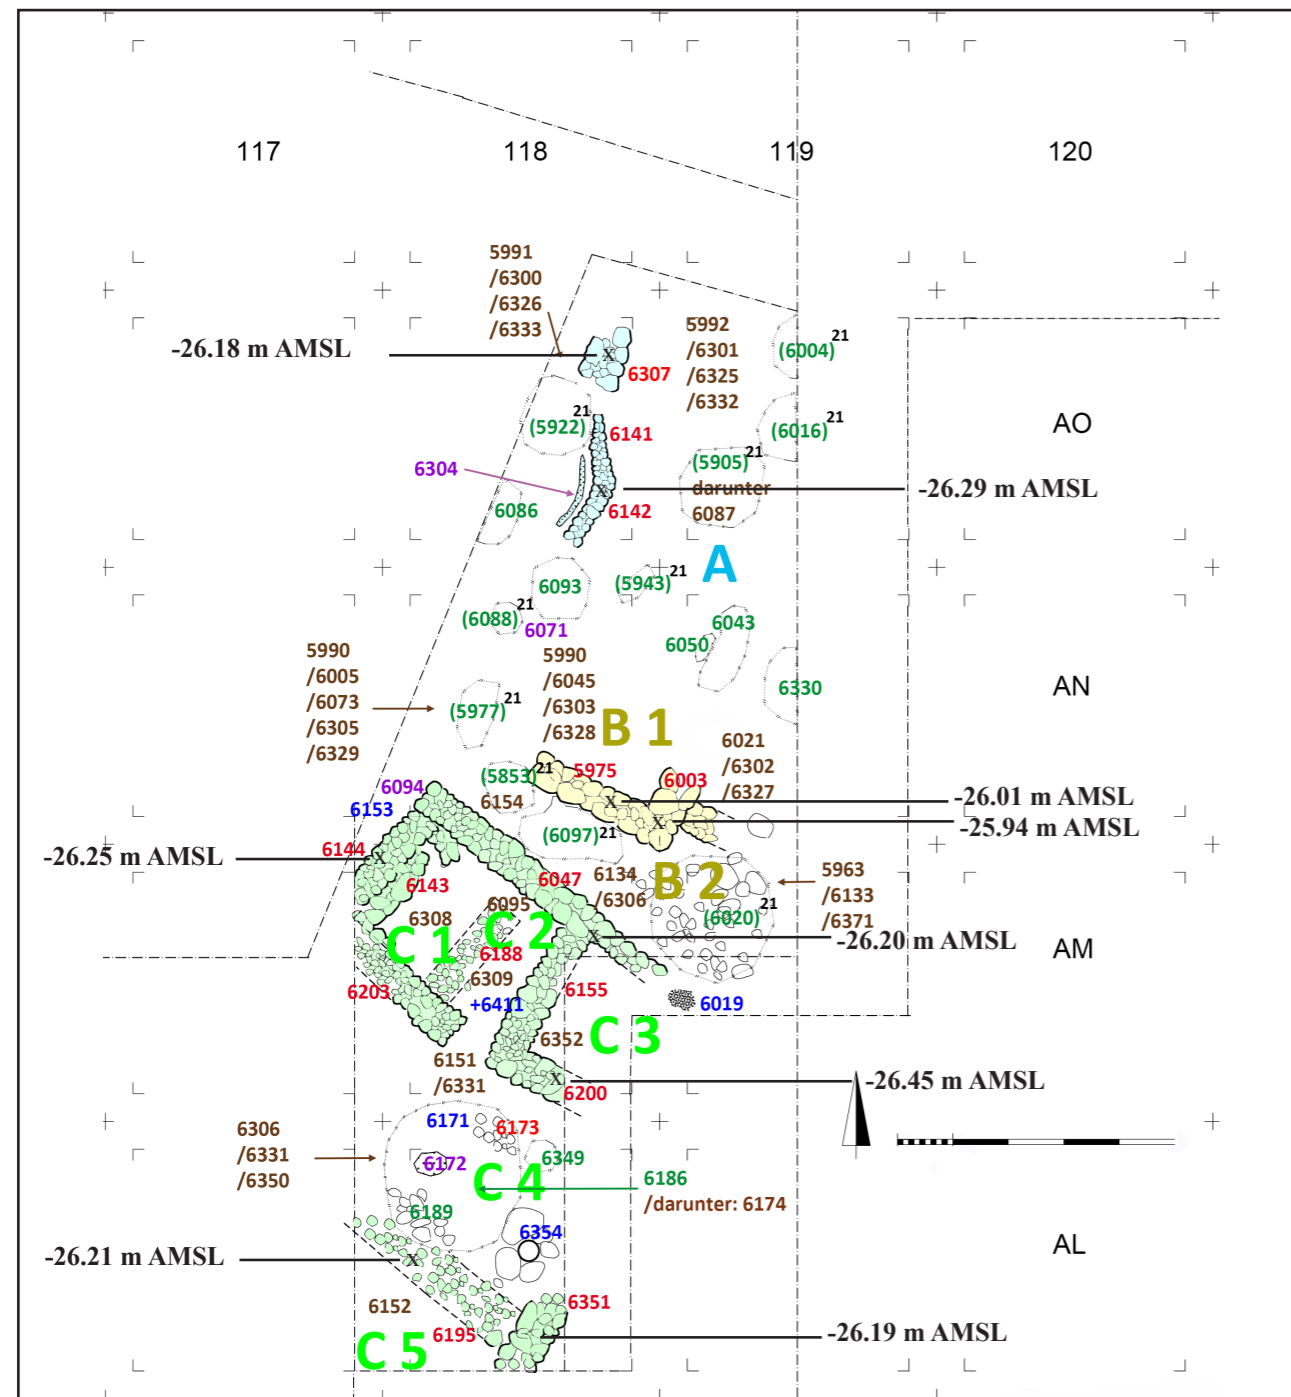 117
118
119
120
5991
/6300
/6326
/6333
-26.18 m AMSL
6307
5992
/6301
/6325
/6332
(6004)21
(5922)21
6141
(6016)21
AO
(5905)21
darunter
6087
6304
-26.29 m AMSL
6086
6142
A
6093
(5943)21
(6088)21
6071
6043
6050
5990
/6005
/6073
/6305
/6329
5990
/6045
/6303
/6328
6330
AN
(5977)21
B 1
6021
/6302
/6327
5975
6003
(5853)21
6094
6154
6153
-26.01 m AMSL
-25.94 m AMSL
(6097)21
6144
-26.25 m AMSL
6143
6047
6134
/6306
B 2
5963
/6133
/6371
6095
6308
(6020)21
C 1
C 2
6188
-26.20 m AMSL
AM
6309
+6411
6203
6155
6019
C 3
6352
6151
/6331
-26.45 m AMSL
6200
6171
6173
6306
/6331
/6350
6172
6349
C 4
6186
/darunter: 6174
6189
6354
AL
-26.21 m AMSL
6152
6351
6195
-26.19 m AMSL
C 5
X
X
X
X
X
X
X
X